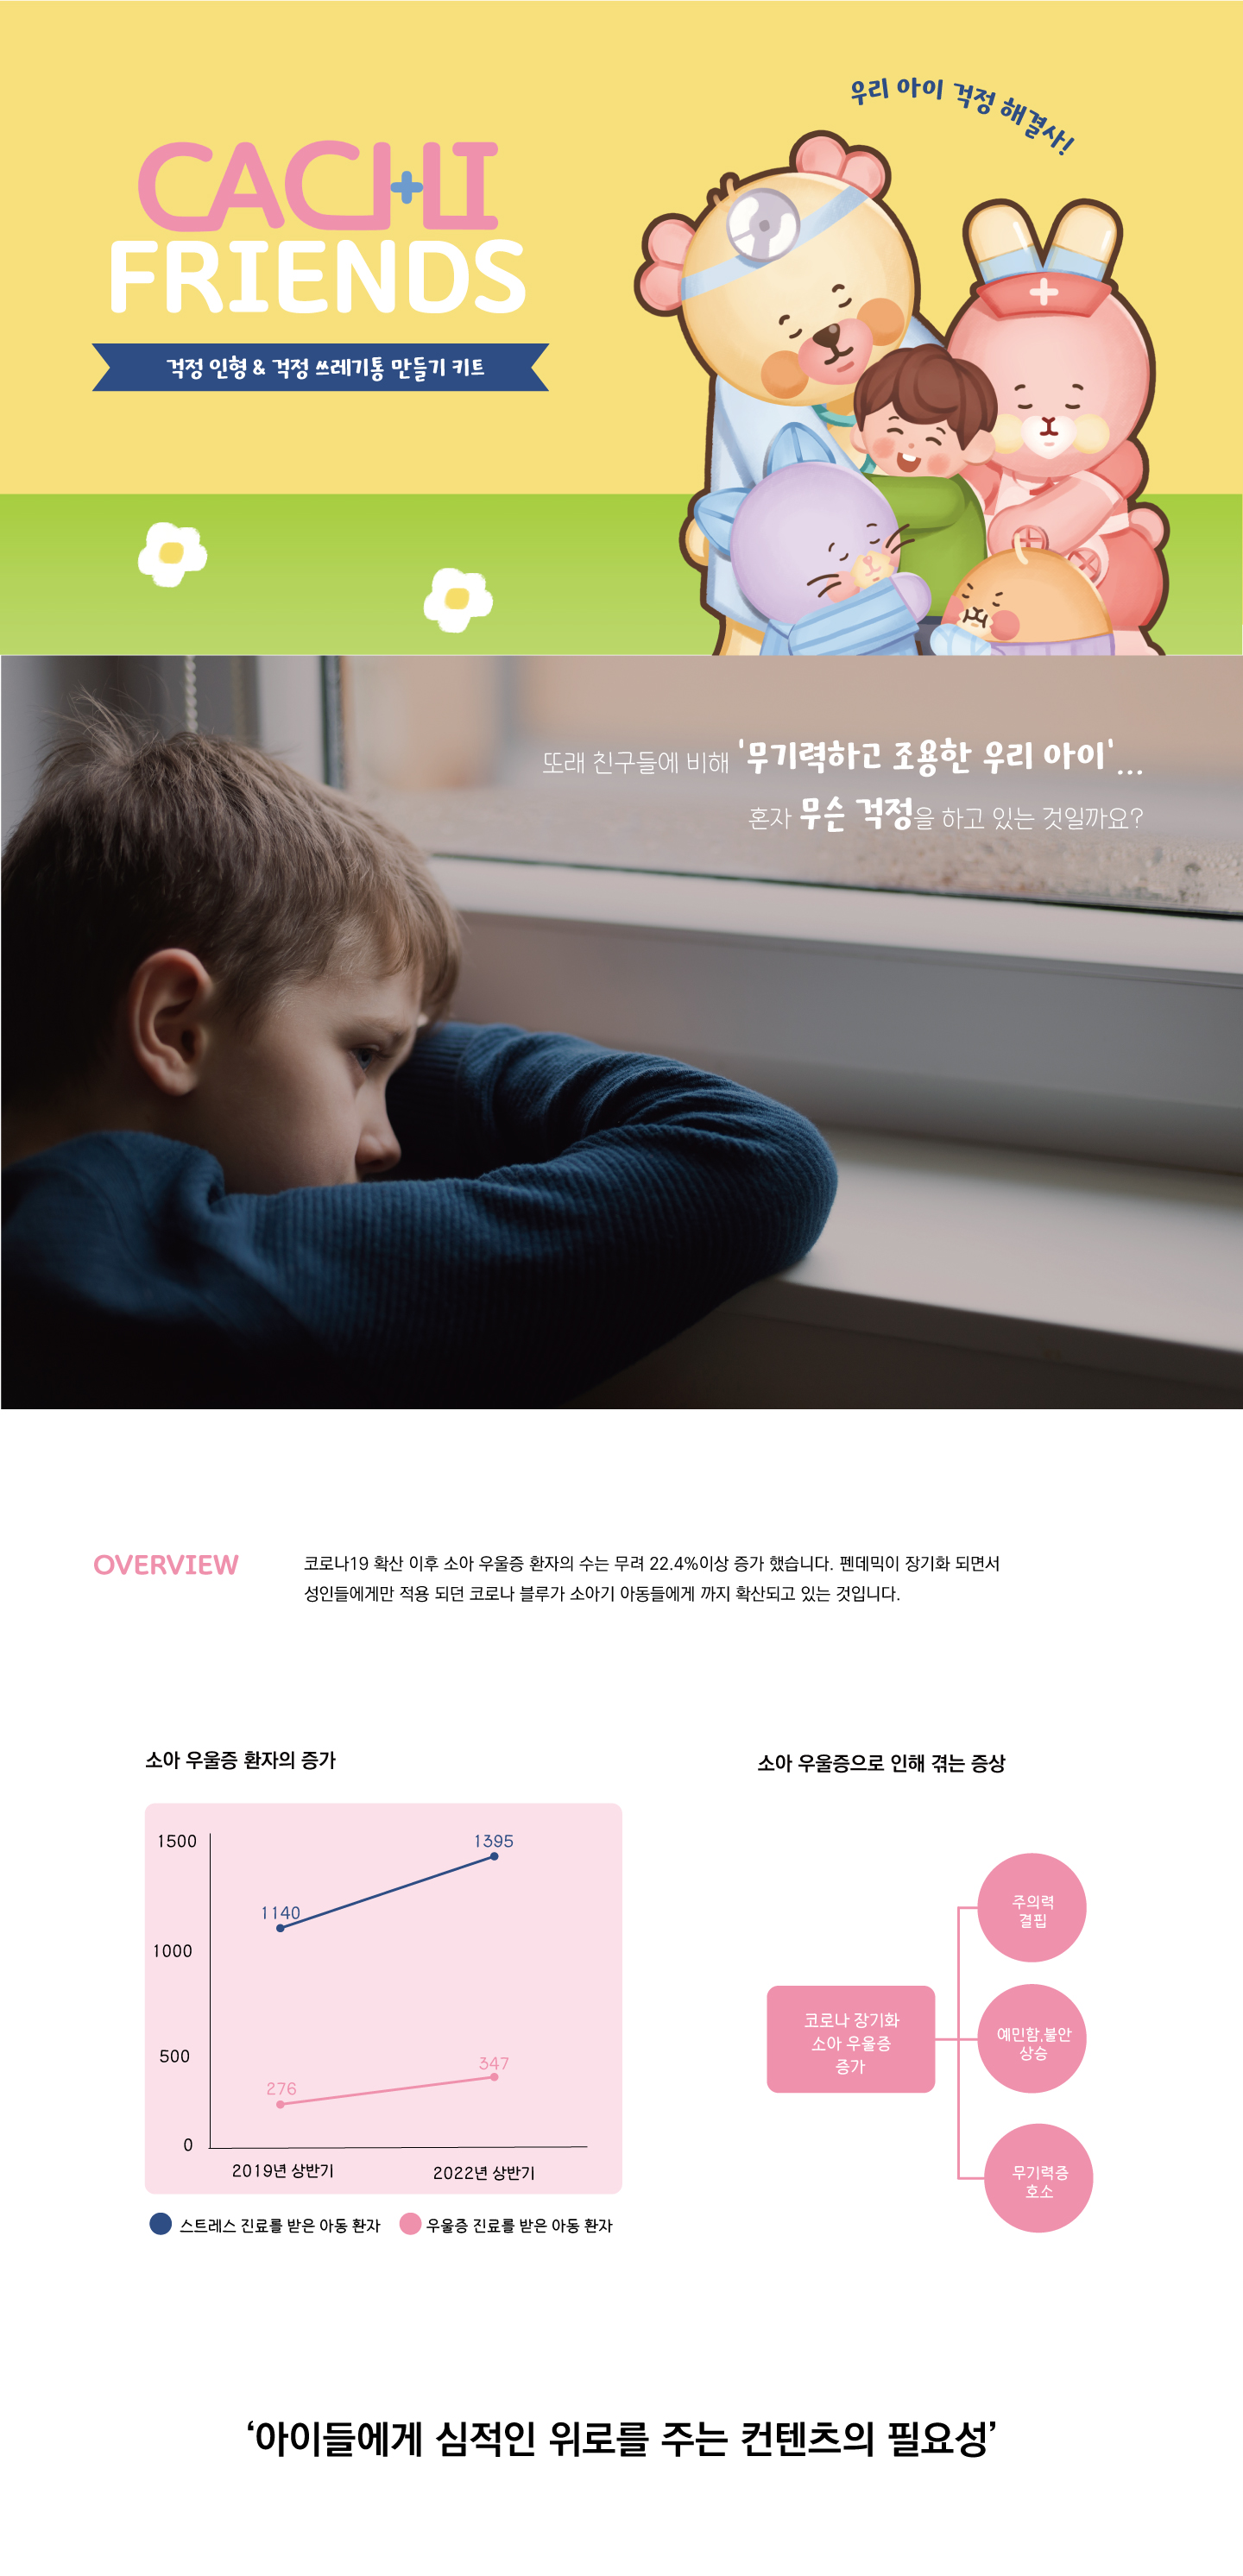 우리 아이 걱정 해결사!
CACHI
FRIENDS
걱정 인형 & 걱정 쓰레기통 만들기 키트
또래 친구들에 비해 '무기력하고 조용한 우리 아이'...
혼자 무슨 걱정을 하고 있는 것일까요?
OVERVIEW
코로나19 확산 이후 소아 우울증 환자의 수는 무려 22.4%이상 증가 했습니다. 펜데믹이 장기화 되면서
성인들에게만 적용 되던 코로나 블루가 소아기 아동들에게 까지 확산되고 있는 것입니다.
소아 우울증 환자의 증가
1500
1000
500
0
1140
1395
276
347
2019년 상반기
2022년 상반기
스트레스 진료를 받은 아동 환자
우울증 진료를 받은 아동 환자
소아 우울증으로 인해 겪는 증상
코로나 장기화
소아 우울증
증가
주의력
결핍
예민함,불안
상승
무기력증
호소
‘아이들에게 심적인 위로를 주는 컨텐츠의 필요성’